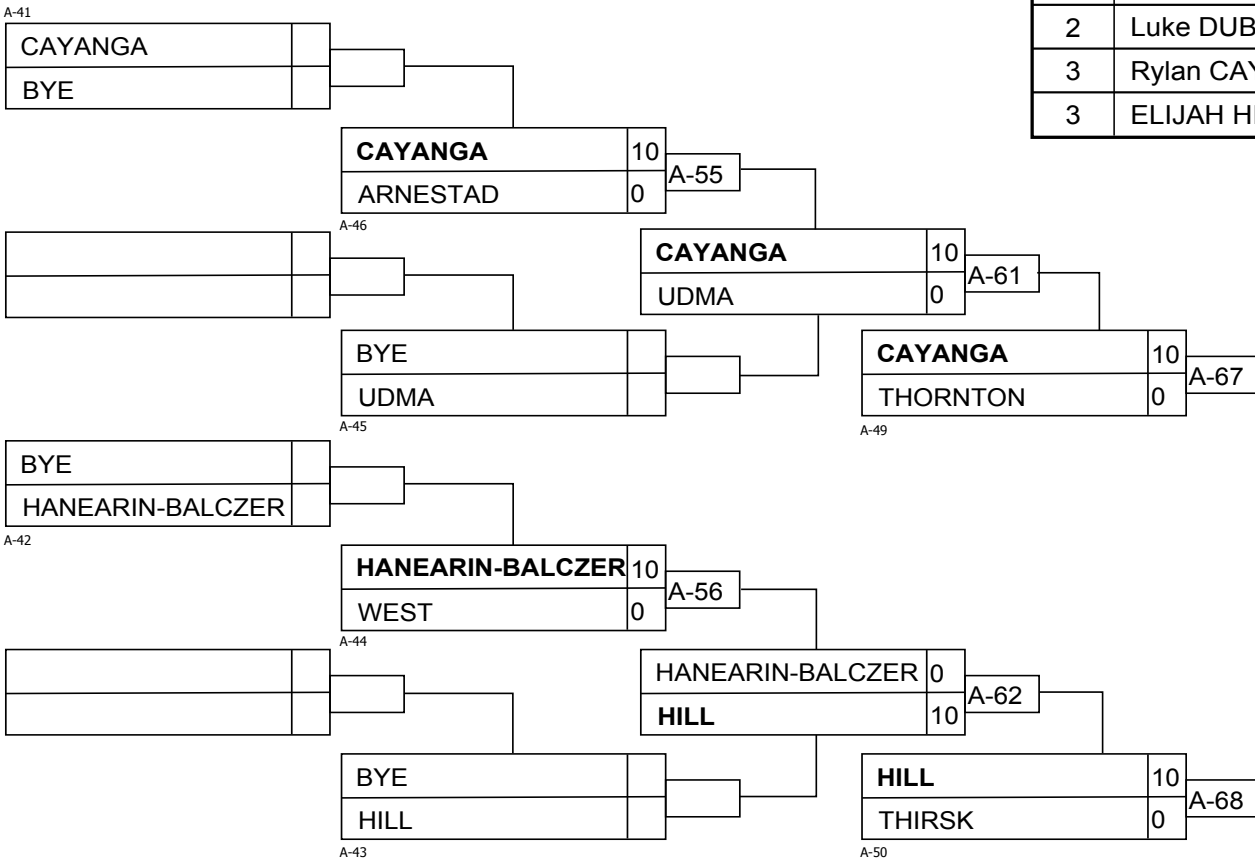 A-41
CAYANGA
BYE
2 Luke DUB
3 Rylan CAY
3 ELIJAH HI
CAYANGA 10
ARNESTAD 0
A-55
A-46
CAYANGA 10
UDMA 0
A-61
BYE
UDMA
A-45
CAYANGA 10
THORNTON 0
A-67
A-49
BYE
HANEARIN-BALCZER
A-42
HANEARIN-BALCZER 10
WEST 0
A-56
A-44
HANEARIN-BALCZER 0
HILL 10
A-62
BYE
HILL
A-43
HILL 10
THIRSK 0
A-68
A-50